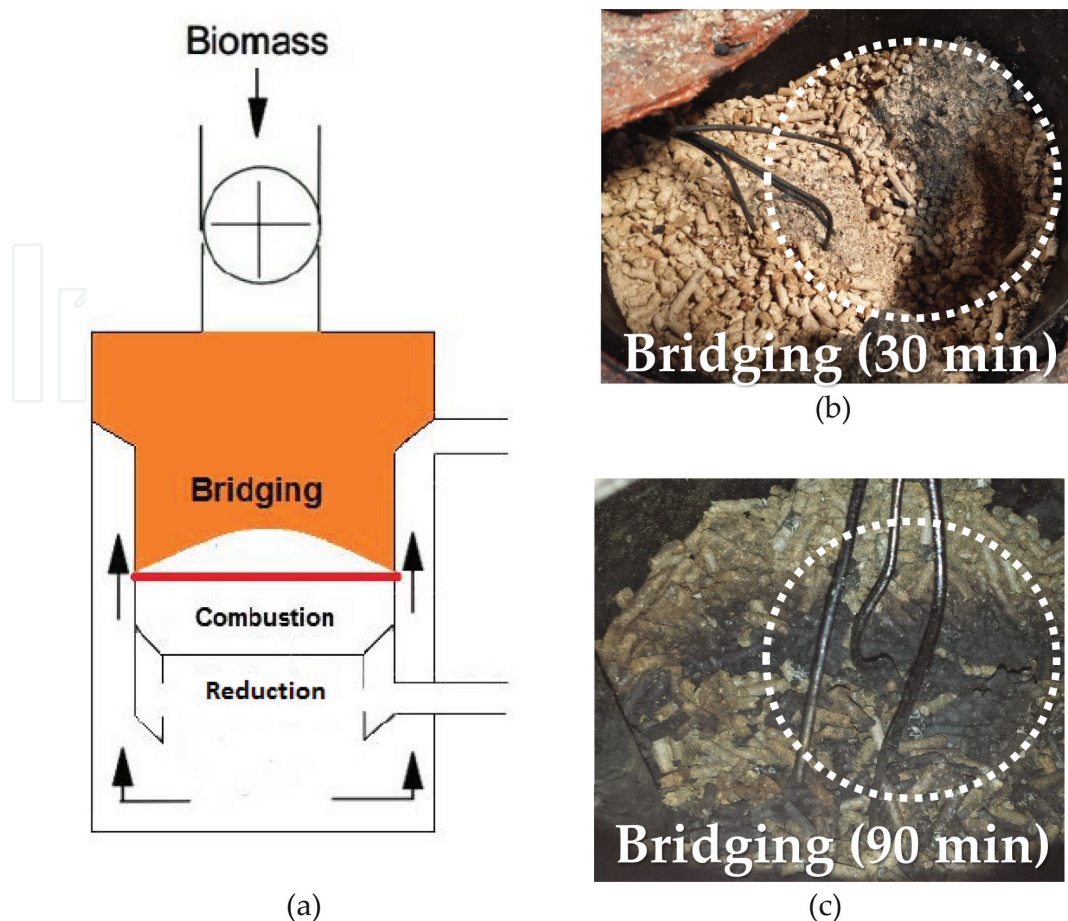 Biomass
Bridging
Combustion
Reduction
(a)
Bridging (30 min)
(b)
Bridging (90 min)
(c)